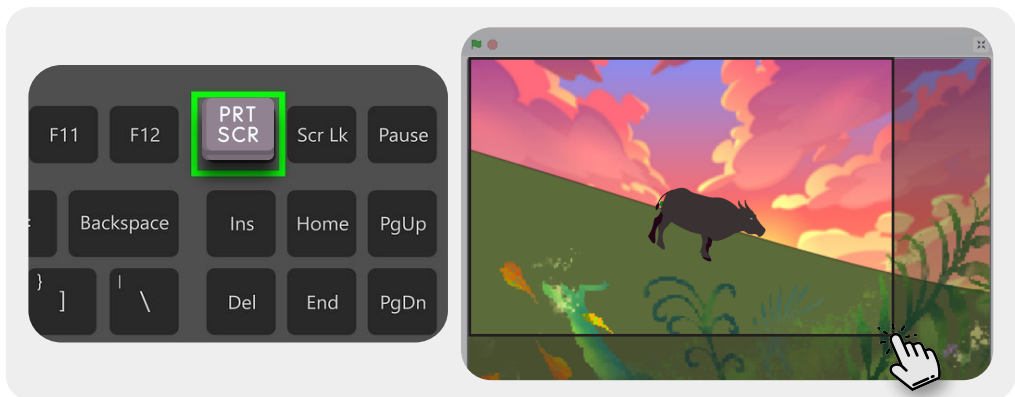 F11
F12
PRT
SCR
Scr Lk
Pause
Backspace
Ins
Home
PgUp
}
]
|
\
Del
End
PgDn